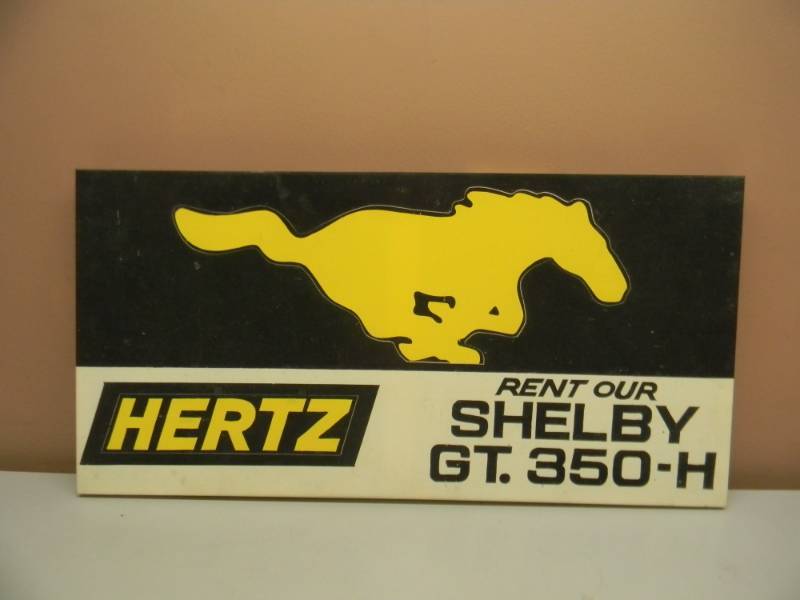 HERTZ
RENT OUR
SHELBY
GT. 350-H